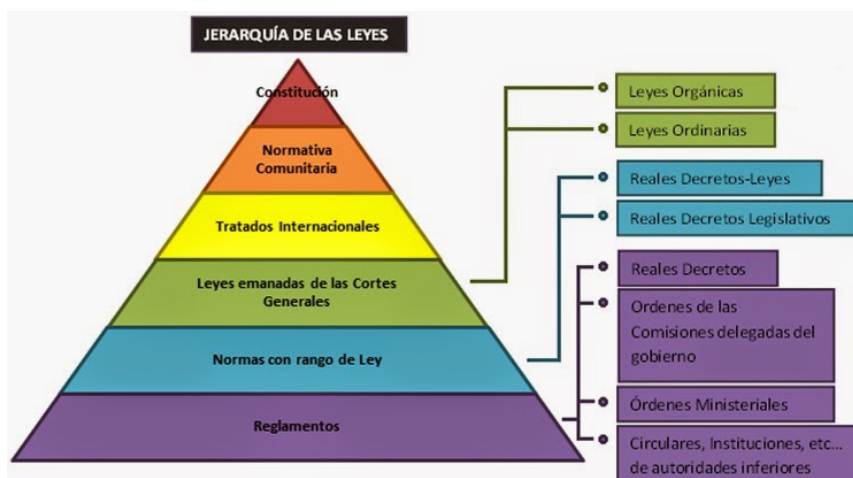 JERARQUÍA DE LAS LEYES
Constitución
Normativa
Comunitaria
Tratados Internacionales
Leyes emanadas de las Cortes
Generales
Normas con rango de Ley
Reglamentos
Leyes Orgánicas
Leyes Ordinarias
Reales Decretos-Leyes
Reales Decretos Legislativos
Reales Decretos
Ordenes de las
Comisiones delegadas del
gobierno
Órdenes Ministeriales
Circulares, Instituciones, etc...
de autoridades inferiores